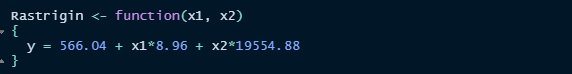 Rastrigin <- function(x1, x2)
{
  y = 566.04 + x1*8.96 + x2*19554.88
}